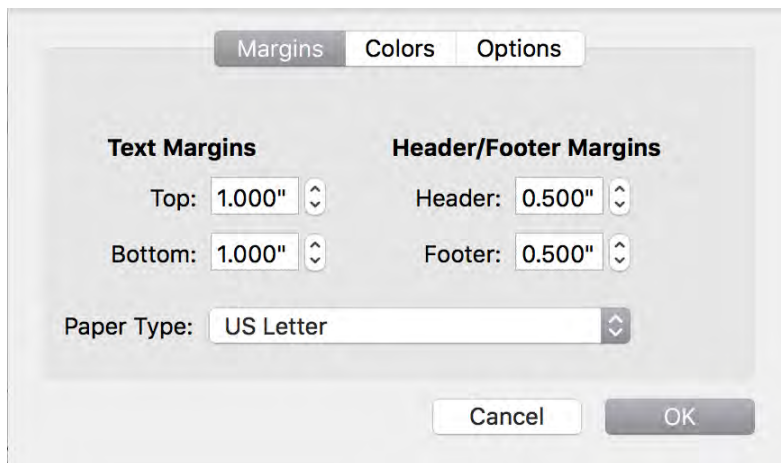 Margins Colors Options
Text Margins Header/Footer Margins
Top: 1.000" Header: 0.500"
Bottom: 1.000" Footer: 0.500"
Paper Type: US Letter
Cancel OK